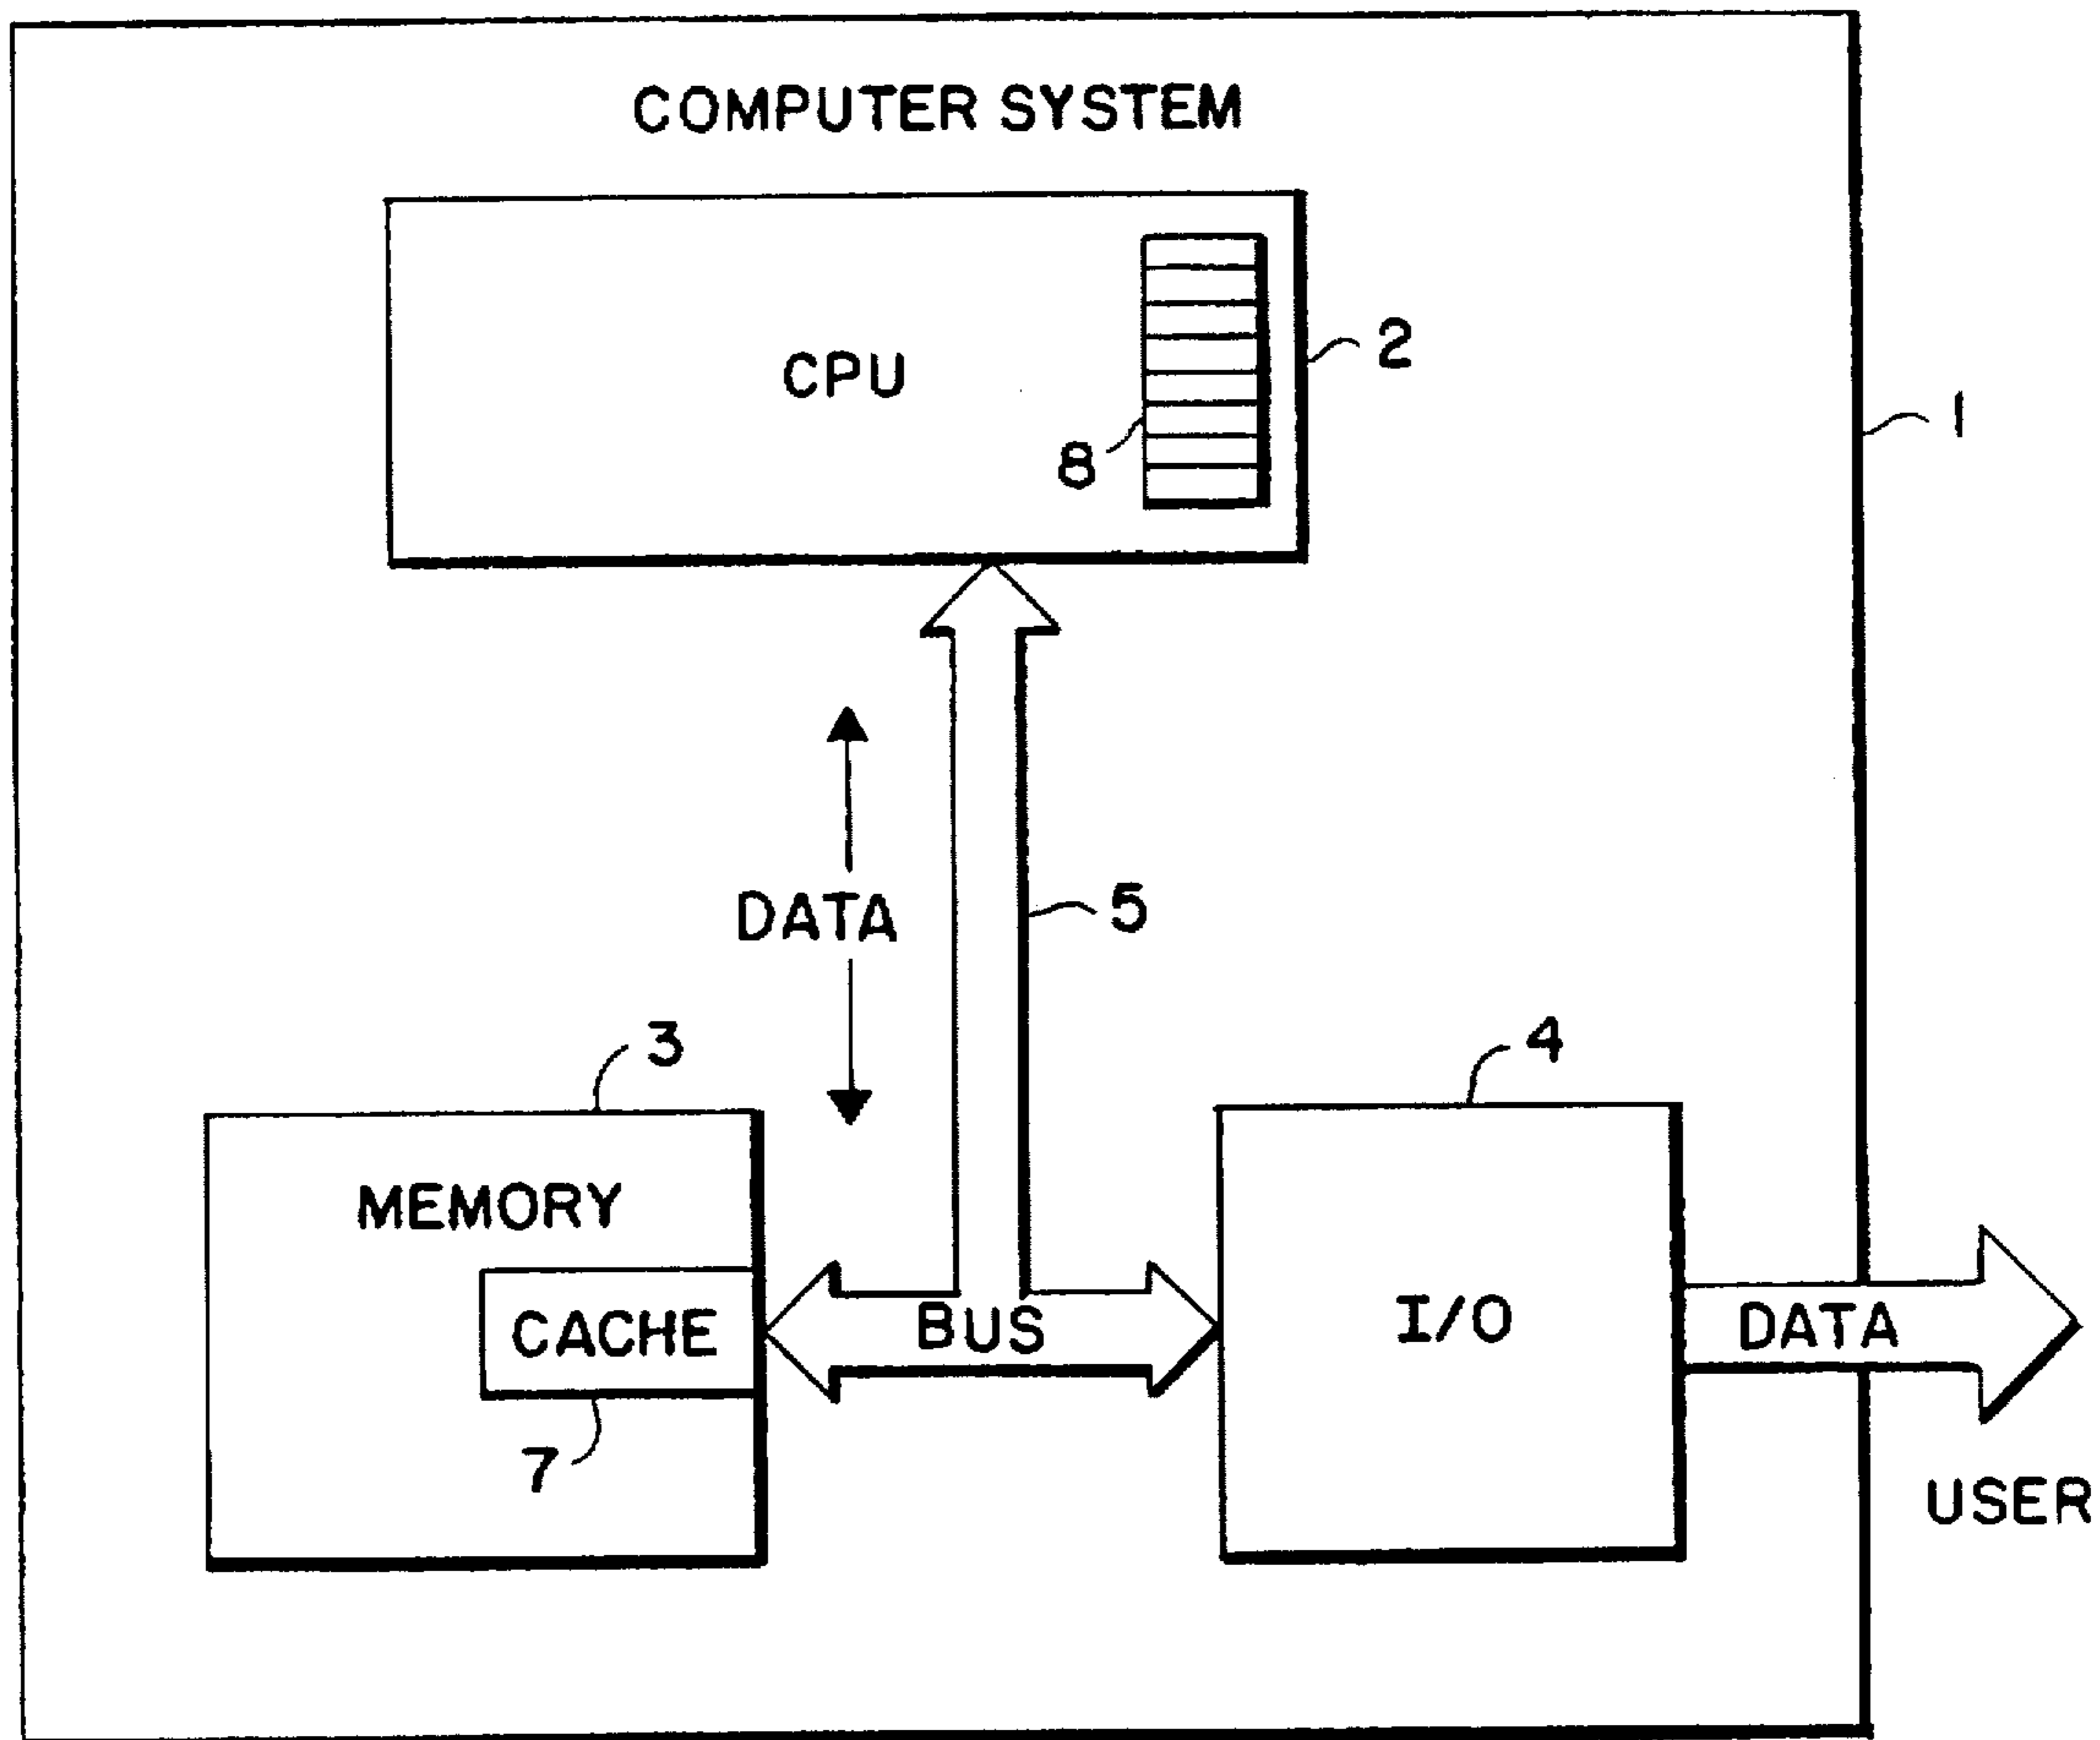 COMPUTER SYSTEM
CPU
8
2
1
DATA
5
3
4
MEMORY
CACHE
7
BUS
I/O
DATA
USER